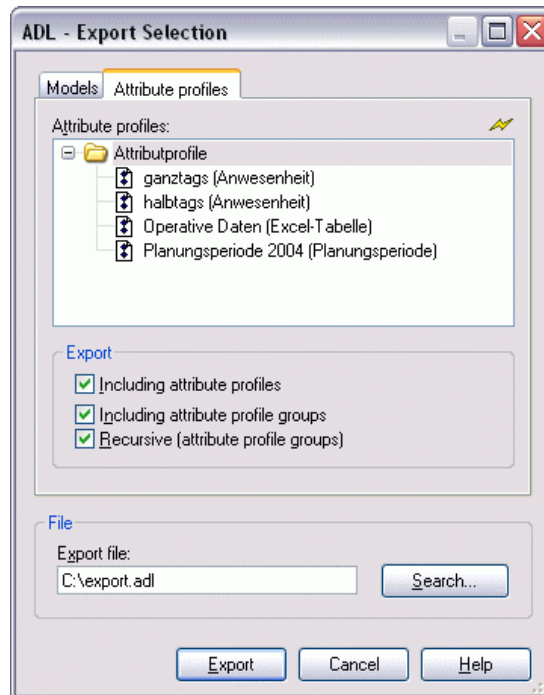 ADL - Export Selection
Models Attribute profiles
Attribute profiles:
Attributprofile
ganztags (Anwesenheit)
halbtags (Anwesenheit)
Operative Daten (Excel-Tabelle)
Planungsperiode 2004 (Planungsperiode)
Export
Including attribute profiles
Including attribute profile groups
Recursive (attribute profile groups)
File
Export file:
C:\export.adl Search...
Export Cancel Help